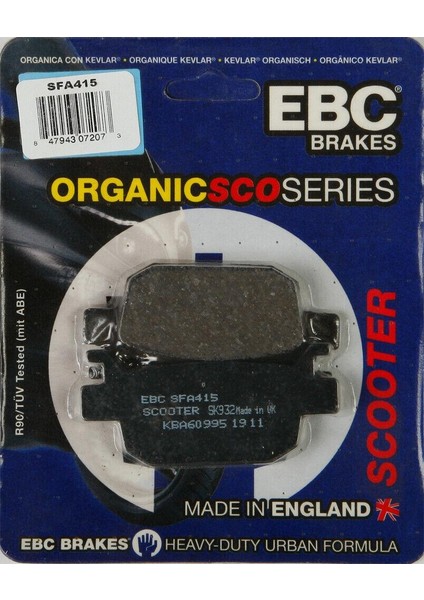 ORGANICA CON KEVLAR* - ORGANIQUE KEVLAR* - KEVLAR* ORGANISCH - ORGÂNICO KEVLAR*
SFA415
8 47943 07207 3
EBC®
BRAKES
ORGANICSCOSERIES
R90/TÜV Tested (mit ABE)
SCOOTER
EBC SFA415
SCOOTER SK932 Made in UK
KBA60995 1911
MADE IN ENGLAND
EBC BRAKES HEAVY-DUTY URBAN FORMULA